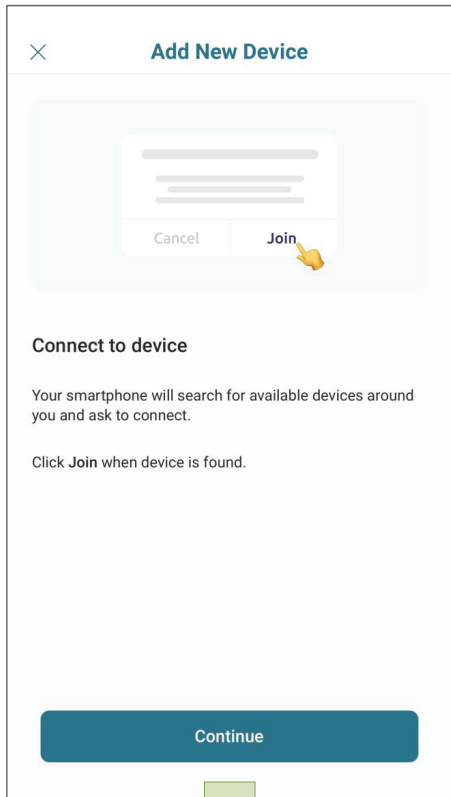 Add New Device
Cancel Join
Connect to device
Your smartphone will search for available devices around
you and ask to connect.
Click Join when device is found.
Continue